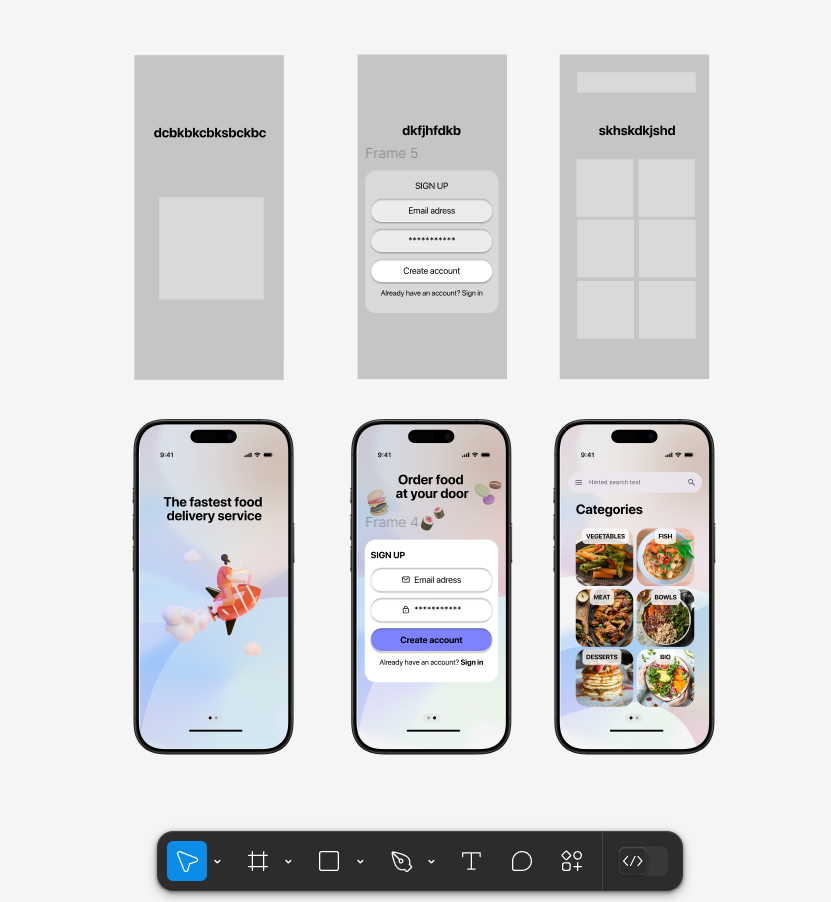 dcbkbkcbksbckbc
dkfjhfdkb
Frame 5
SIGN UP
Email adress
***********
Create account
Already have an account? Sign in
skhskdkjshd
9:41
The fastest food
delivery service
9:41
Order food
at your door
Frame 4
SIGN UP
Email adress
***********
Create account
Already have an account? Sign in
9:41
Hinted search text
Categories
VEGETABLES
FISH
MEAT
BOWLS
DESSERTS
BIO